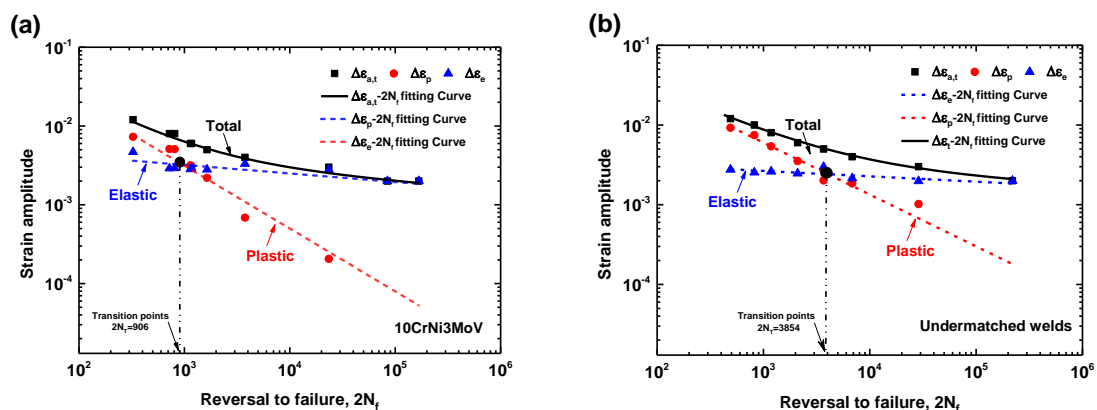 (a)
10⁻¹
10⁻²
10⁻³
10⁻⁴
10²
10³
10⁴
10⁵
10⁶
Strain amplitude
Reversal to failure, 2N_f
Δε_a,t Δε_p Δε_e
Δε_a,t-2N_f fitting Curve
Δε_p-2N_f fitting Curve
Δε_e-2N_f fitting Curve
Total
Elastic
Plastic
Transition points
2N_T=906
10CrNi3MoV
(b)
10⁻¹
10⁻²
10⁻³
10⁻⁴
10²
10³
10⁴
10⁵
10⁶
Strain amplitude
Reversal to failure, 2N_f
Δε_a,t Δε_p Δε_e
Δε_e-2N_f fitting Curve
Δε_p-2N_f fitting Curve
Δε_t-2N_f fitting Curve
Total
Elastic
Plastic
Transition points
2N_T=3854
Undermatched welds